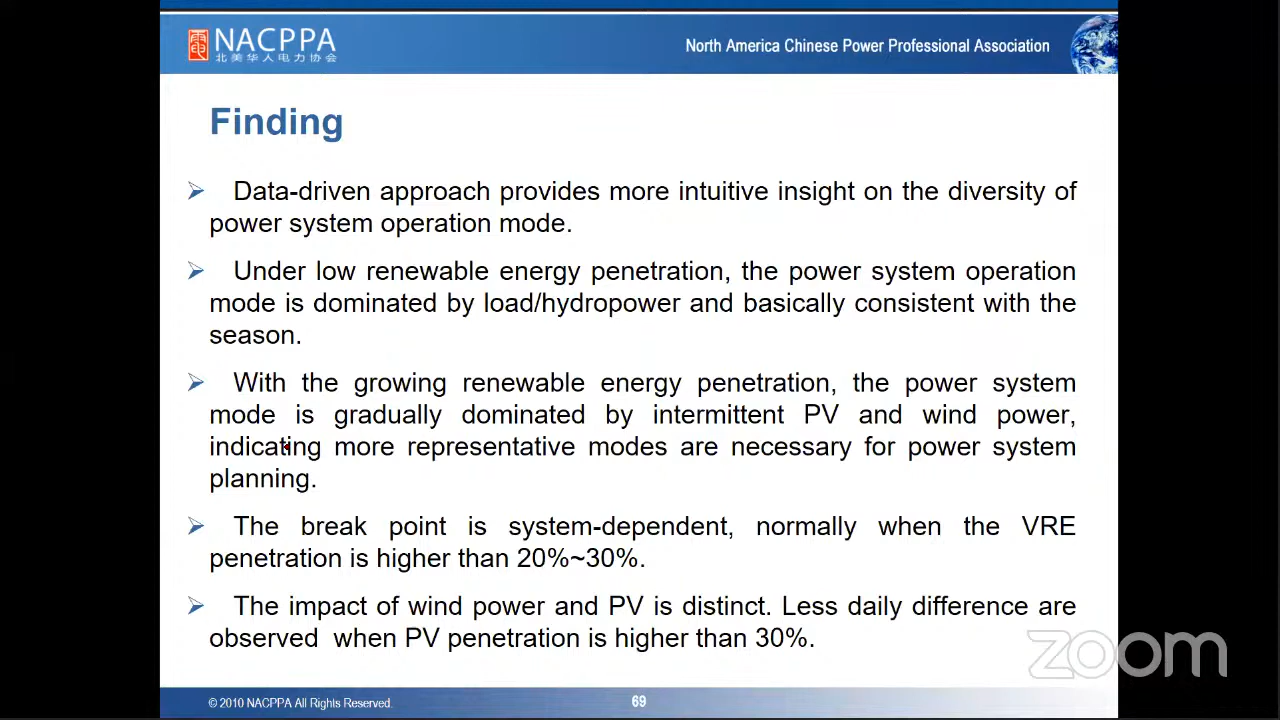 電 NACPPA
北美华人电力协会
North America Chinese Power Professional Association
Finding
Data-driven approach provides more intuitive insight on the diversity of
power system operation mode.
Under low renewable energy penetration, the power system operation
mode is dominated by load/hydropower and basically consistent with the
season.
With the growing renewable energy penetration, the power system
mode is gradually dominated by intermittent PV and wind power,
indicating more representative modes are necessary for power system
planning.
The break point is system-dependent, normally when the VRE
penetration is higher than 20%~30%.
The impact of wind power and PV is distinct. Less daily difference are
observed when PV penetration is higher than 30%.
zoom
© 2010 NACPPA All Rights Reserved.
69